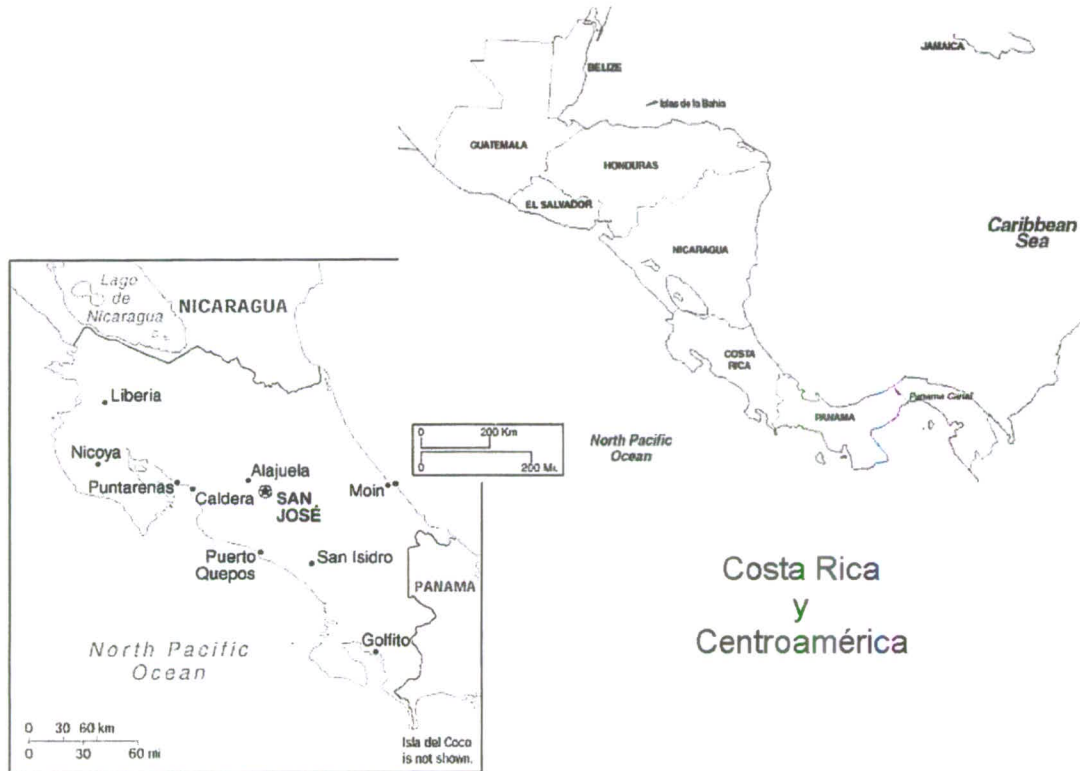 JAMAICA
BELIZE
Islas de la Bahia
GUATEMALA
HONDURAS
EL SALVADOR
Caribbean
Sea
NICARAGUA
COSTA
RICA
Panama Canal
PANAMA
North Pacific
Ocean
0 200 Km
0 200 Mi.
Lago
de
Nicaragua
NICARAGUA
Liberia
Nicoya
Alajuela
Puntarenas
Caldera
SAN
JOSÉ
Moin
Puerto
Quepos
San Isidro
PANAMA
Golfito
North Pacific
Ocean
0 30 60 km
0 30 60 mi
Isla del Coco
is not shown.
Costa Rica
y
Centroamérica